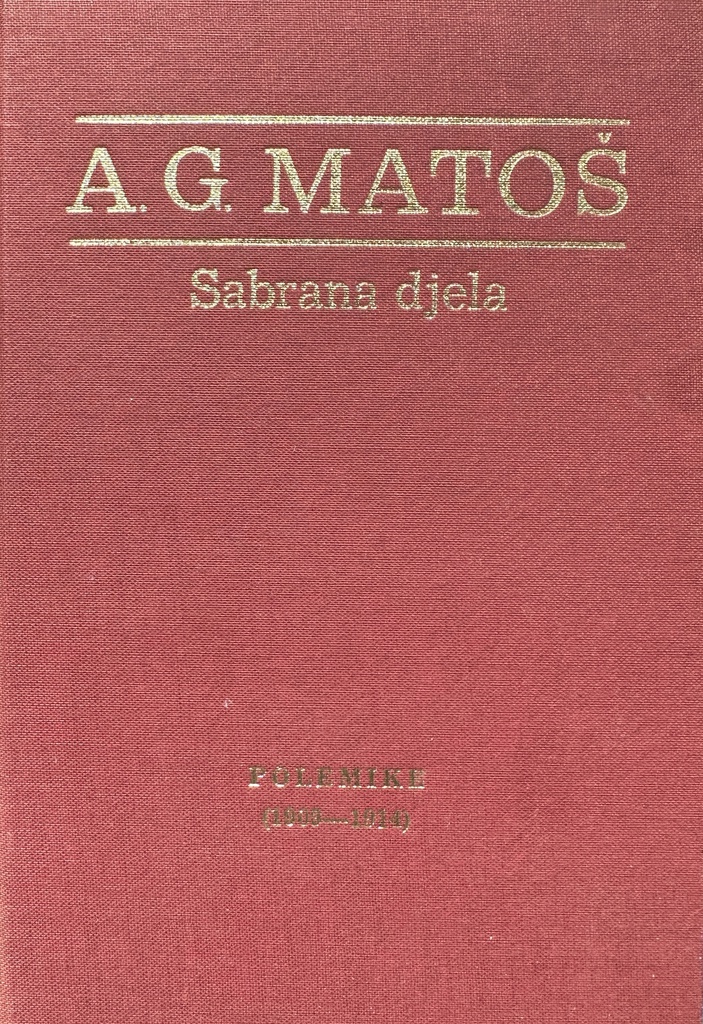 A. G. MATOŠ
Sabrana djela
POLEMIKE